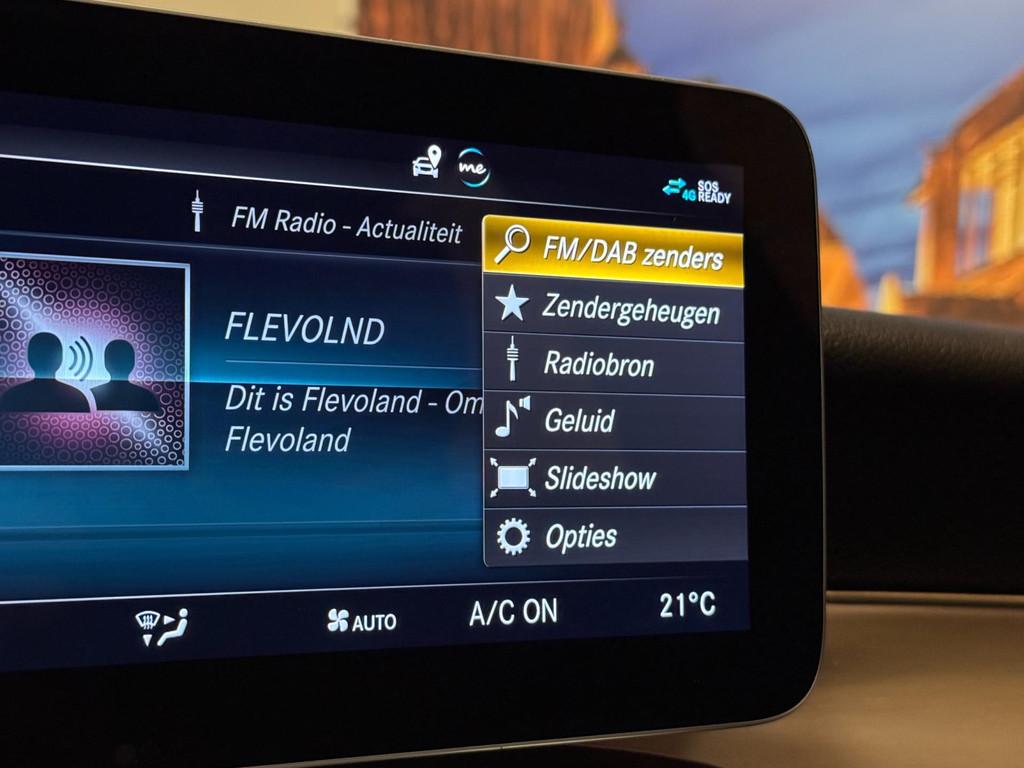 me
4G
SOS
READY
FM Radio - Actualiteit
FM/DAB zenders
Zendergeheugen
Radiobron
Geluid
Slideshow
Opties
FLEVOLND
Dit is Flevoland - Om
Flevoland
AUTO
A/C ON
21°C